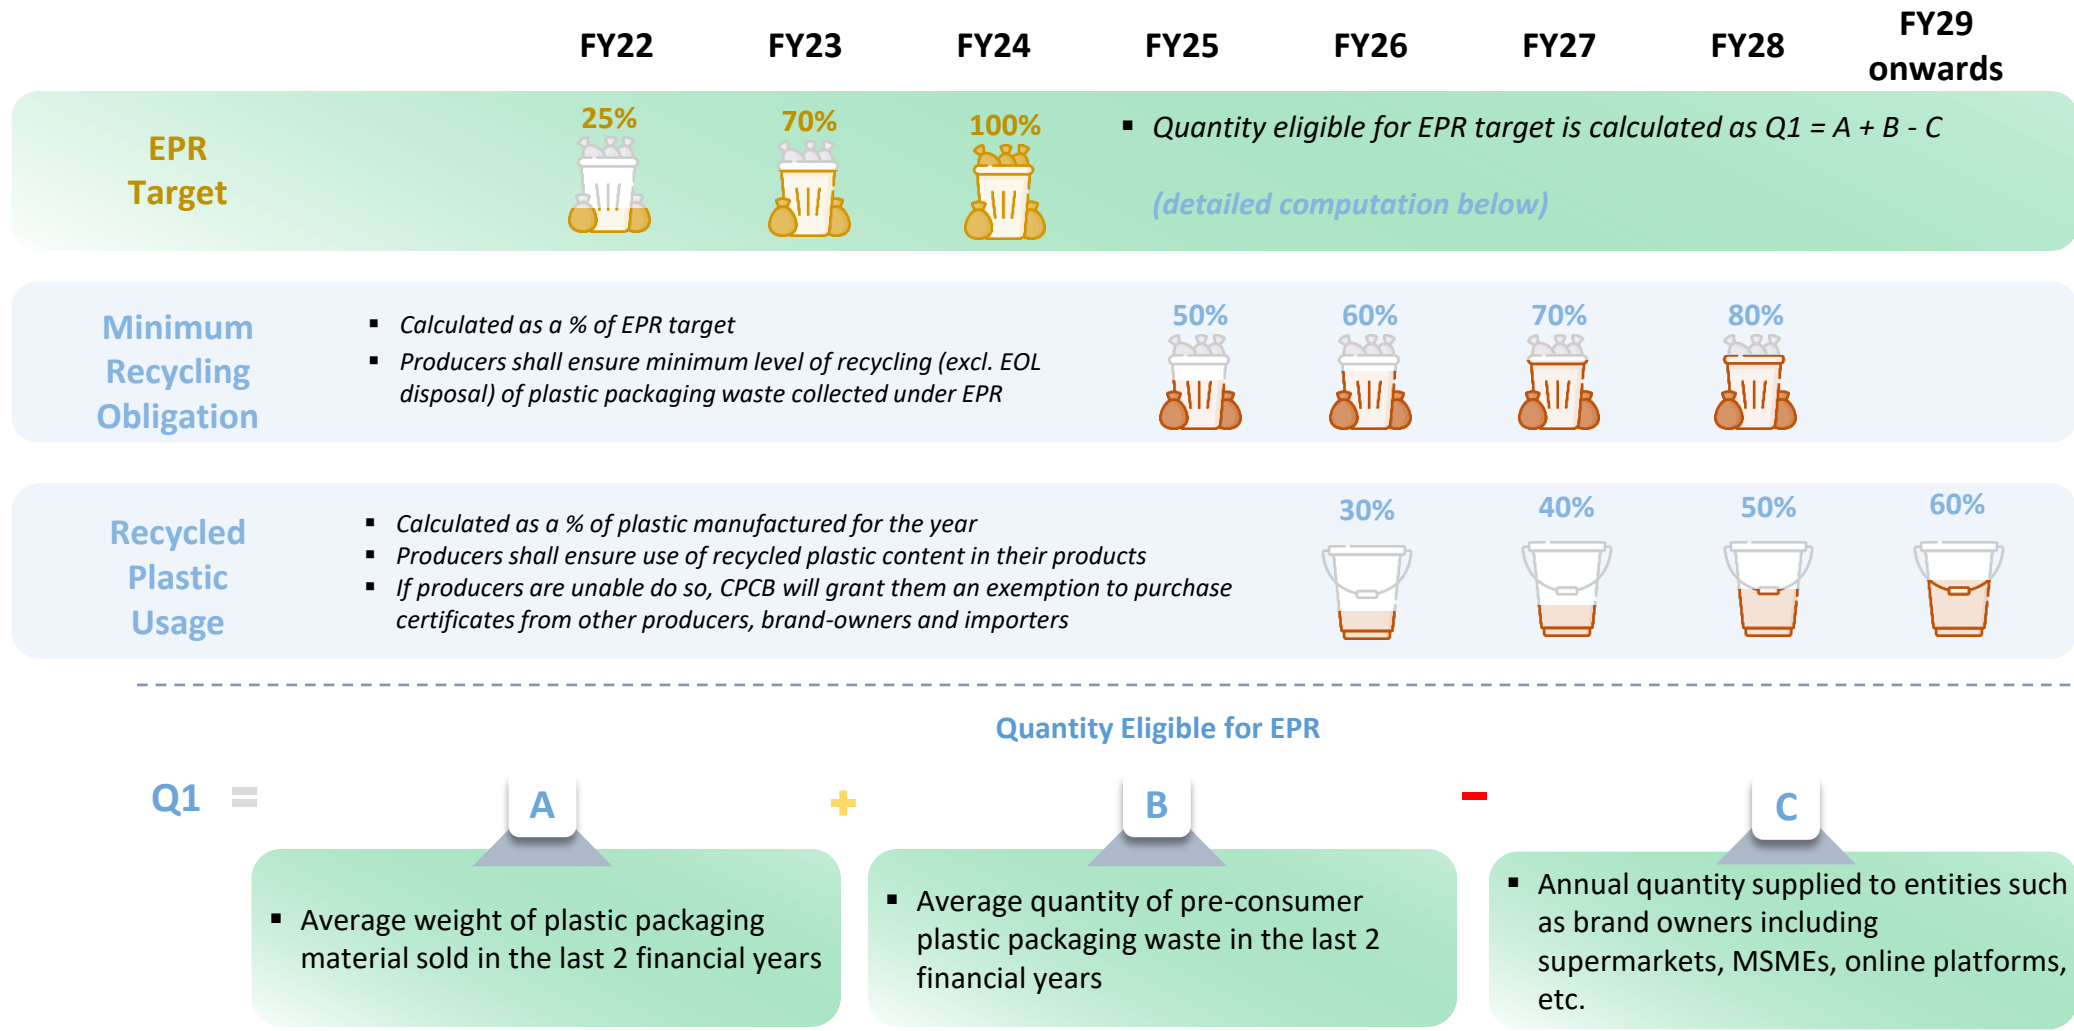 FY22 FY23 FY24 FY25 FY26 FY27 FY28 FY29
onwards
EPR
Target
25% 70% 100%
▪ Quantity eligible for EPR target is calculated as Q1 = A + B - C
(detailed computation below)
Minimum
Recycling
Obligation
▪ Calculated as a % of EPR target
▪ Producers shall ensure minimum level of recycling (excl. EOL
disposal) of plastic packaging waste collected under EPR
50% 60% 70% 80%
Recycled
Plastic
Usage
▪ Calculated as a % of plastic manufactured for the year
▪ Producers shall ensure use of recycled plastic content in their products
▪ If producers are unable do so, CPCB will grant them an exemption to purchase
certificates from other producers, brand-owners and importers
30% 40% 50% 60%
Quantity Eligible for EPR
Q1 = A + B - C
▪ Average weight of plastic packaging
material sold in the last 2 financial years
▪ Average quantity of pre-consumer
plastic packaging waste in the last 2
financial years
▪ Annual quantity supplied to entities such
as brand owners including
supermarkets, MSMEs, online platforms,
etc.